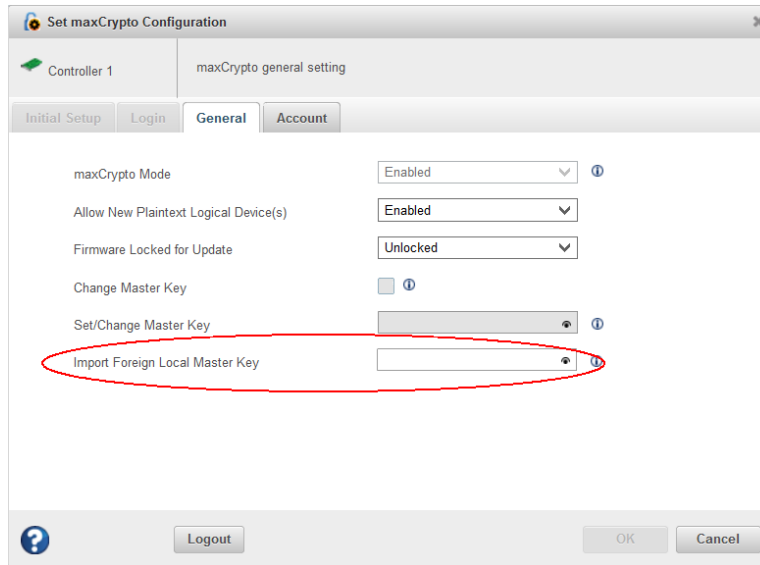 Set maxCrypto Configuration
Controller 1
maxCrypto general setting
Initial Setup Login General Account
maxCrypto Mode Enabled
Allow New Plaintext Logical Device(s) Enabled
Firmware Locked for Update Unlocked
Change Master Key
Set/Change Master Key
Import Foreign Local Master Key
Logout OK Cancel